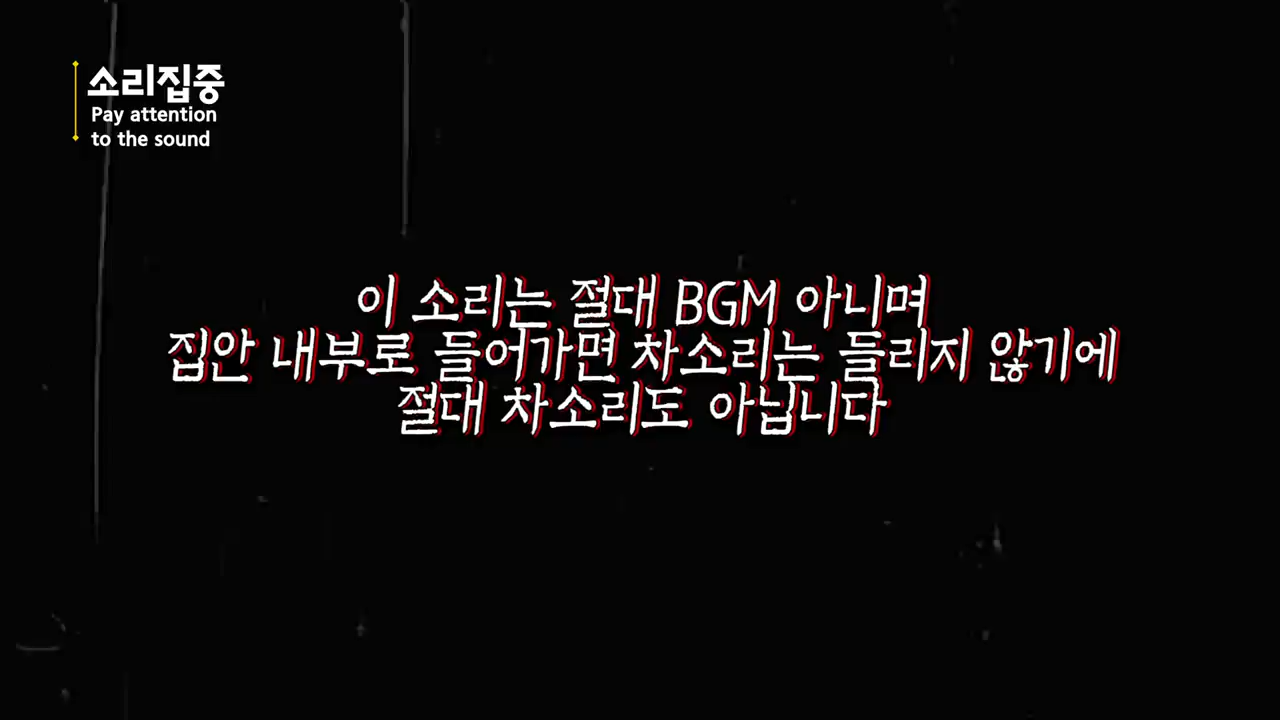 소리집중
Pay attention
to the sound
이 소리는 절대 BGM 아니며
집안 내부로 들어가면 차소리는 들리지 않기에
절대 차소리도 아닙니다